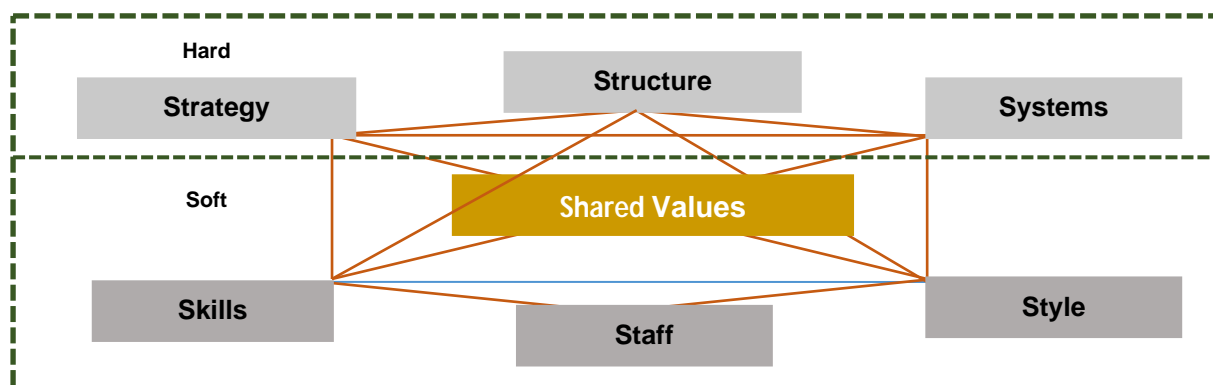 Hard
Structure
Strategy
Systems
Soft
Shared Values
Skills
Style
Staff